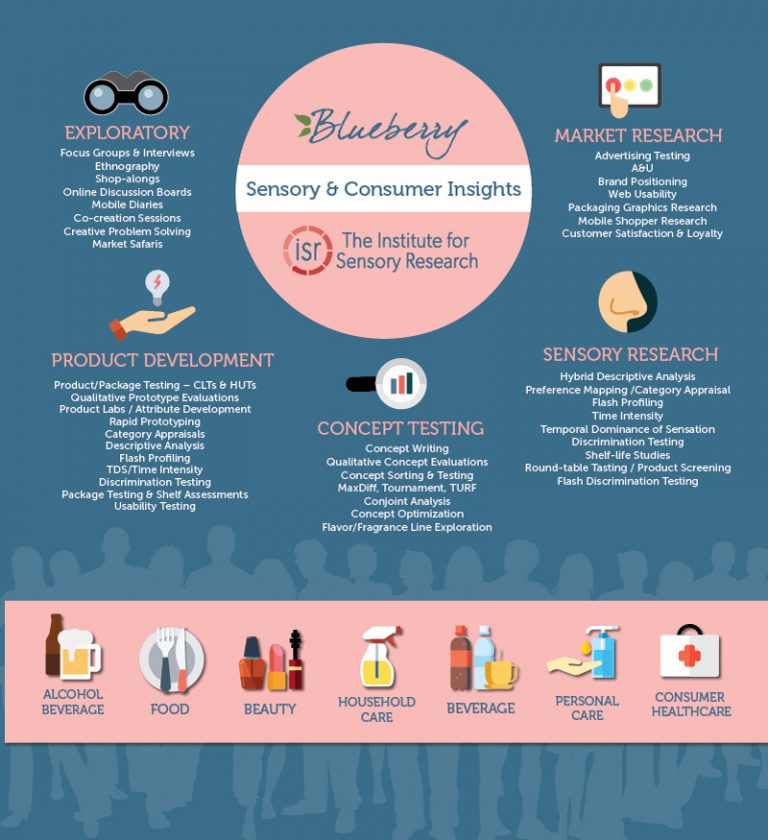 Blueberry
Sensory & Consumer Insights
isr
The Institute for
Sensory Research
EXPLORATORY
Focus Groups & Interviews
Ethnography
Shop-alongs
Online Discussion Boards
Mobile Diaries
Co-creation Sessions
Creative Problem Solving
Market Safaris
MARKET RESEARCH
Advertising Testing
A&U
Brand Positioning
Web Usability
Packaging Graphics Research
Mobile Shopper Research
Customer Satisfaction & Loyalty
PRODUCT DEVELOPMENT
Product/Package Testing – CLTs & HUTs
Qualitative Prototype Evaluations
Product Labs / Attribute Development
Rapid Prototyping
Category Appraisals
Descriptive Analysis
Flash Profiling
TDS/Time Intensity
Discrimination Testing
Package Testing & Shelf Assessments
Usability Testing
CONCEPT TESTING
Concept Writing
Qualitative Concept Evaluations
Concept Sorting & Testing
MaxDiff, Tournament, TURF
Conjoint Analysis
Concept Optimization
Flavor/Fragrance Line Exploration
SENSORY RESEARCH
Hybrid Descriptive Analysis
Preference Mapping /Category Appraisal
Flash Profiling
Time Intensity
Temporal Dominance of Sensation
Discrimination Testing
Shelf-life Studies
Round-table Tasting / Product Screening
Flash Discrimination Testing
ALCOHOL
BEVERAGE
FOOD
BEAUTY
HOUSEHOLD
CARE
BEVERAGE
PERSONAL
CARE
CONSUMER
HEALTHCARE